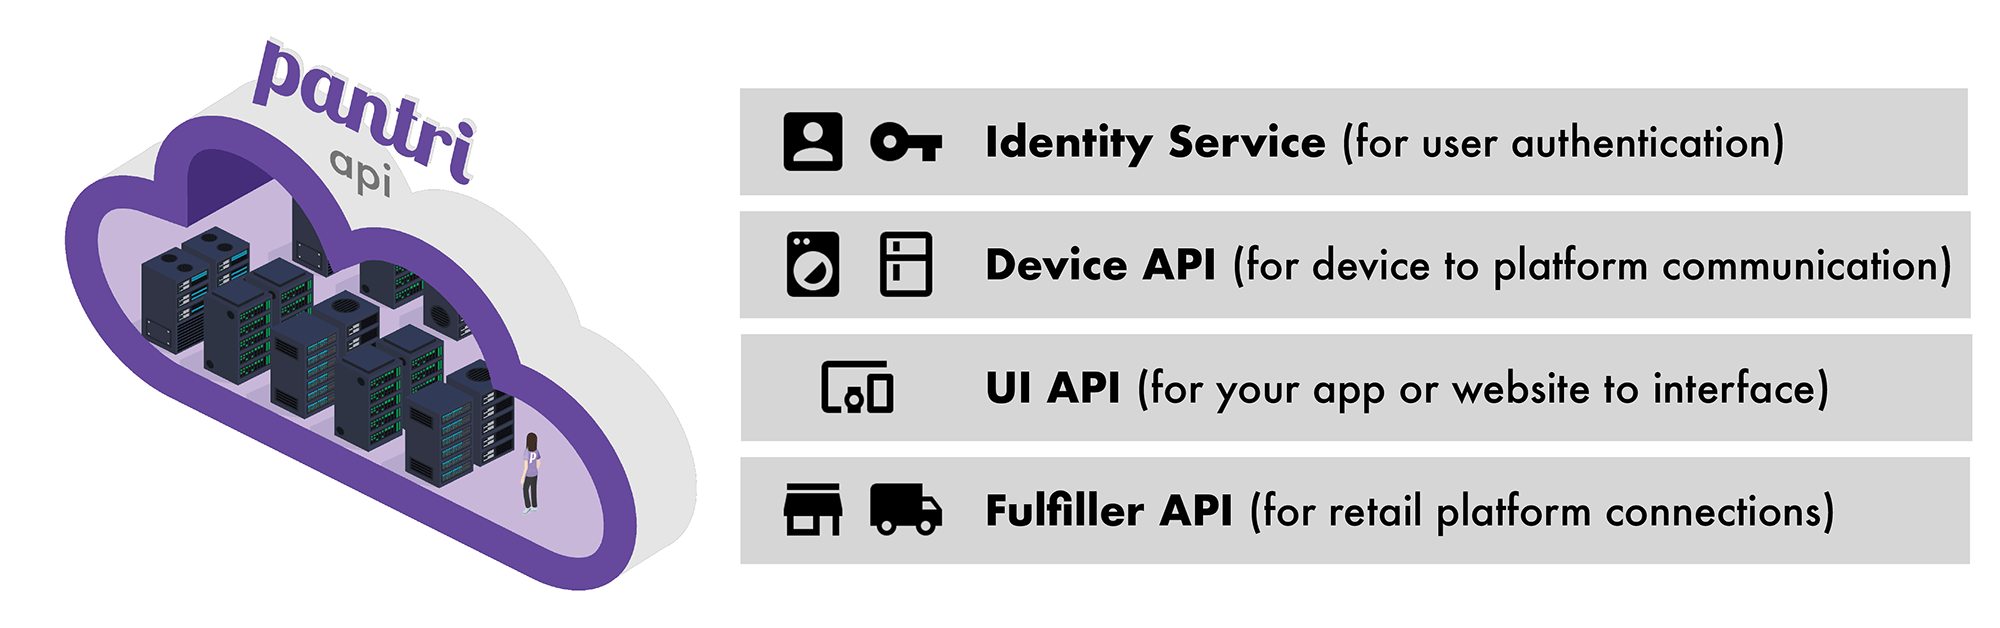 pantri
api
Identity Service (for user authentication)
Device API (for device to platform communication)
UI API (for your app or website to interface)
Fulfiller API (for retail platform connections)
P